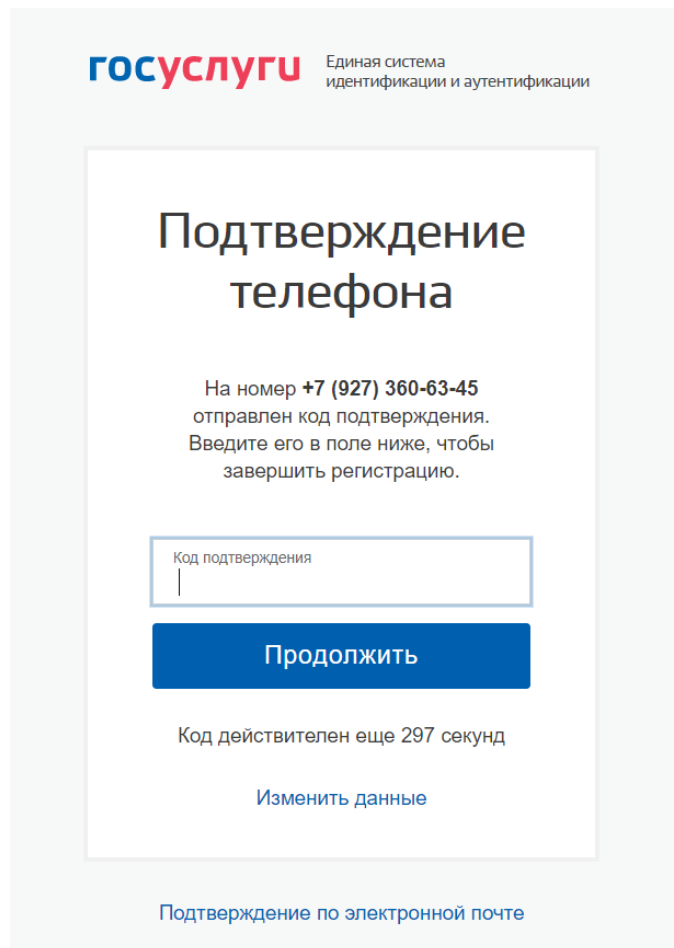 госуслуги
Единая система
идентификации и аутентификации
Подтверждение
телефона
На номер +7 (927) 360-63-45
отправлен код подтверждения.
Введите его в поле ниже, чтобы
завершить регистрацию.
Код подтверждения
Продолжить
Код действителен еще 297 секунд
Изменить данные
Подтверждение по электронной почте